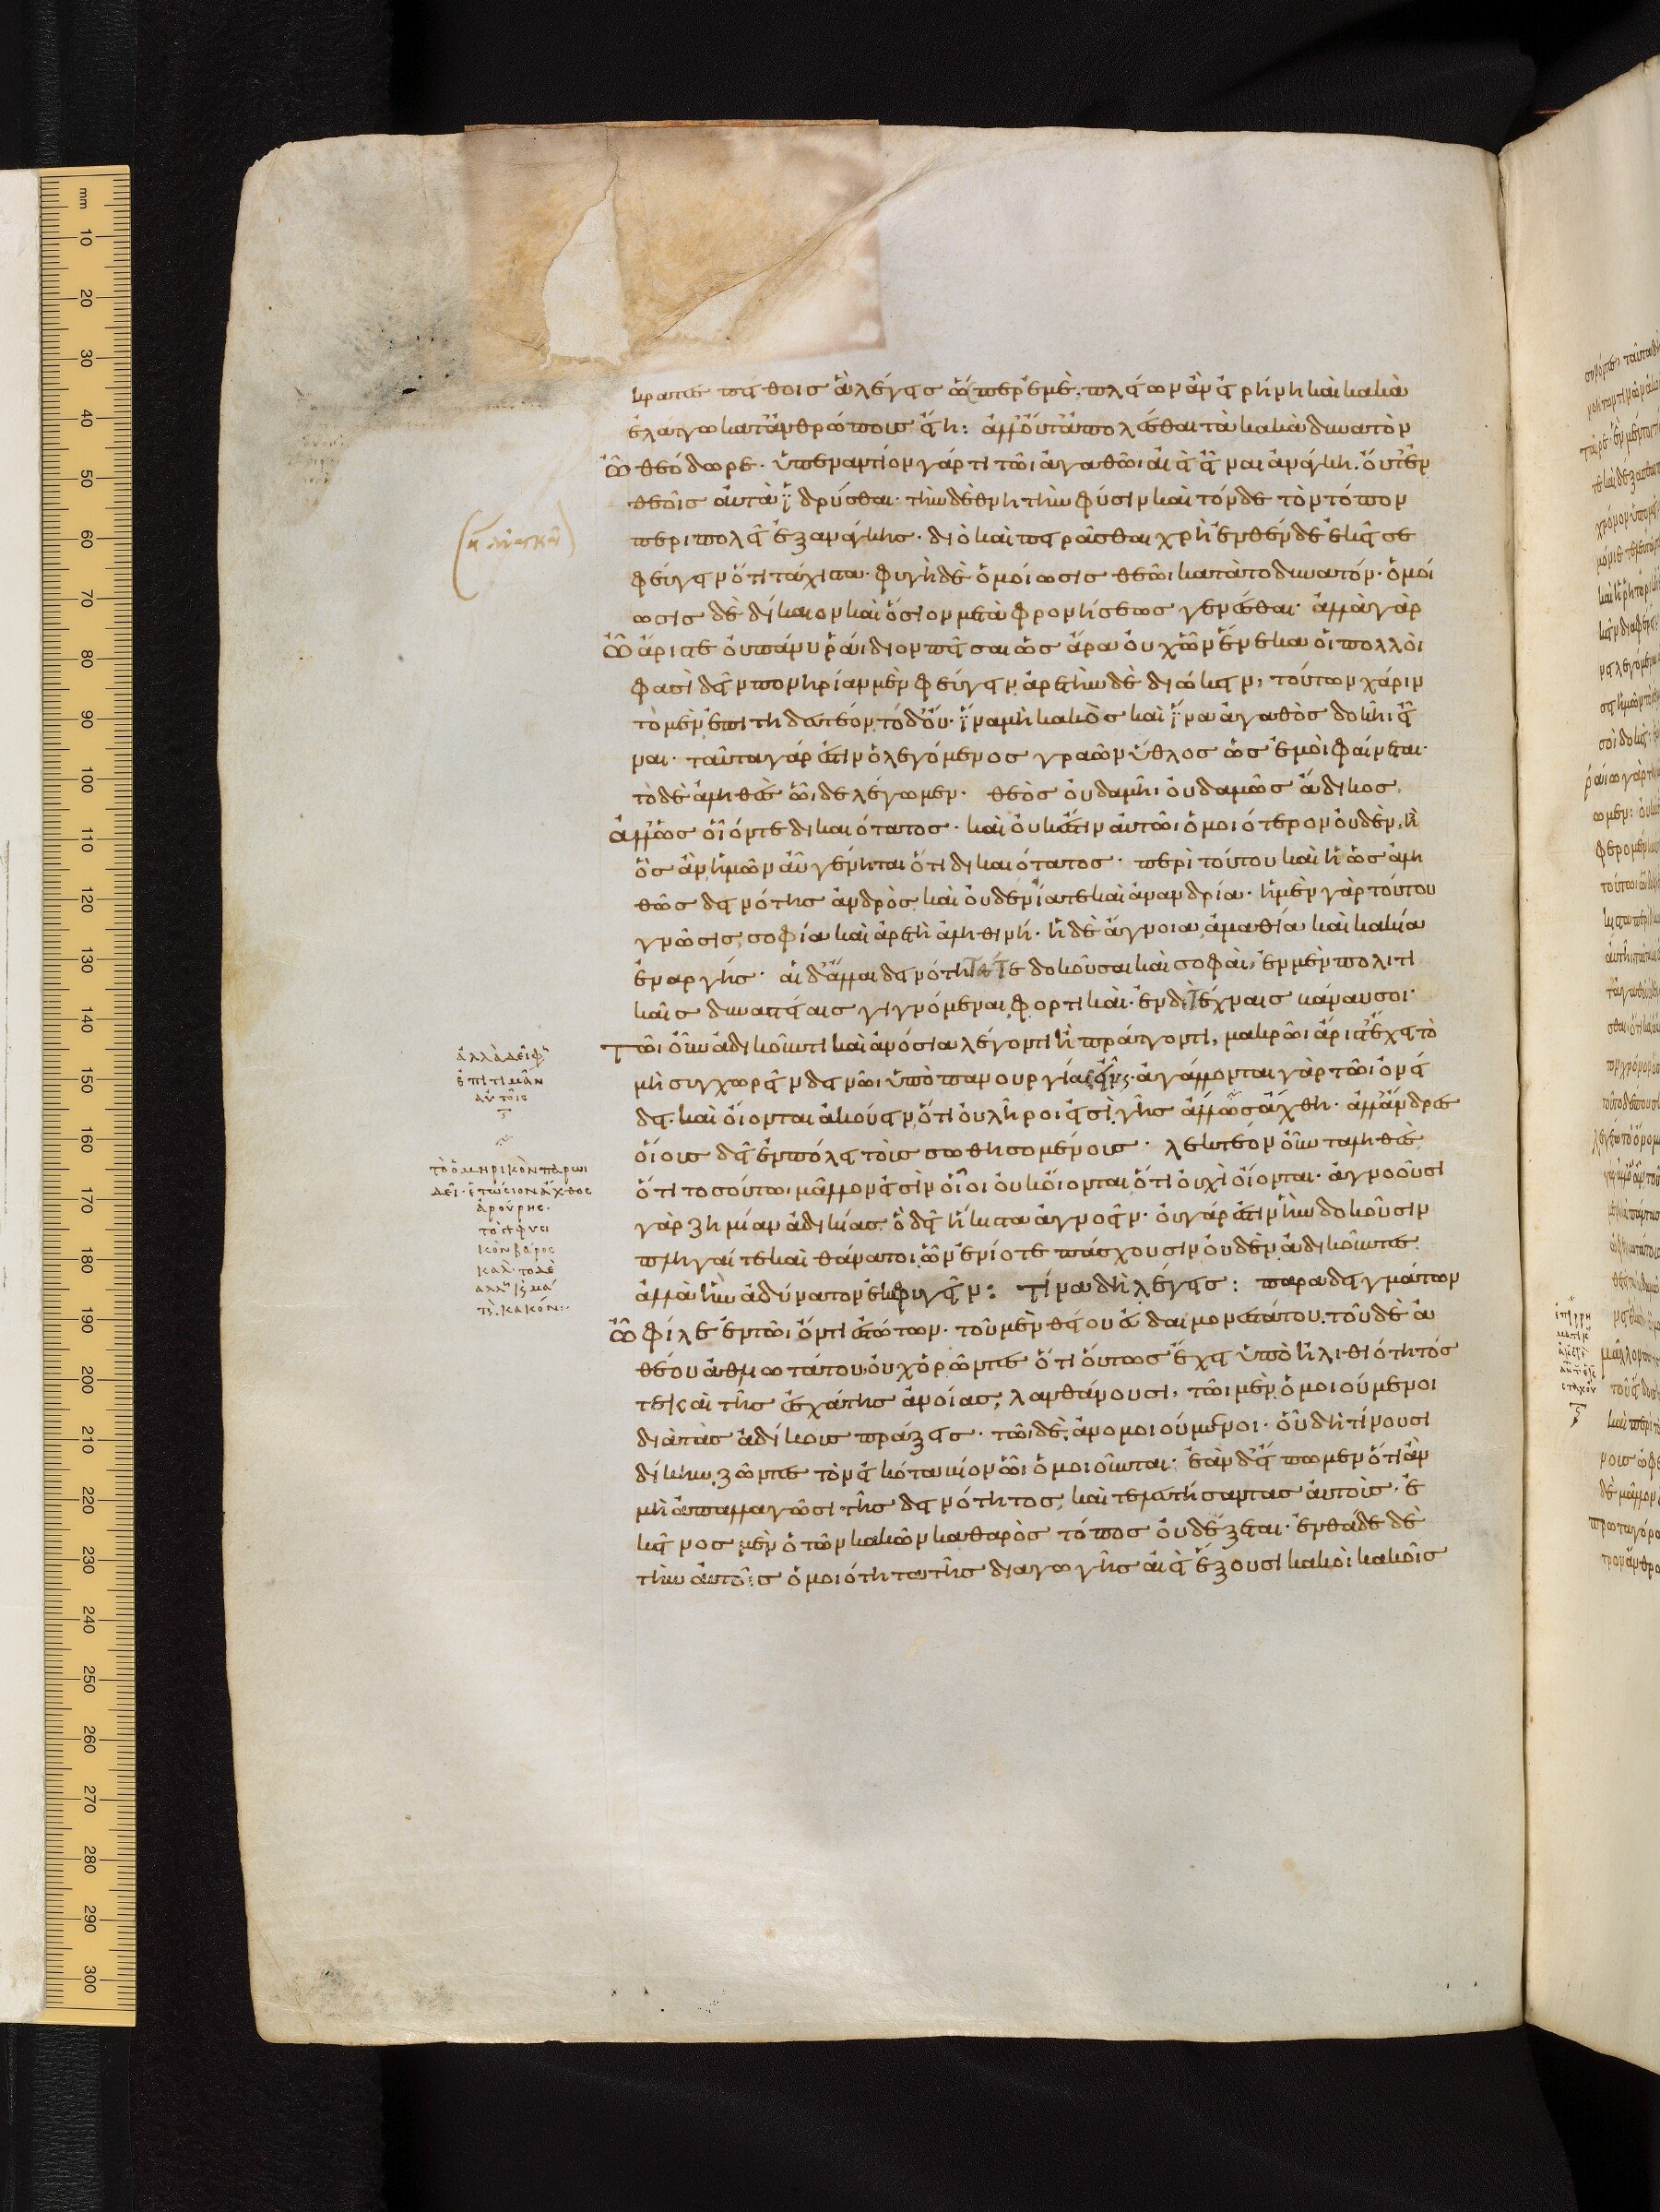 κρατες πείθοις ἃ λέγεις ὥσπερ ἐμὲ, πλείων ἂν εἰρήνη καὶ κακὰ
ἐλάττω κατ' ἀνθρώπους εἴη: ἀλλ' οὔτ' ἀπολέσθαι τὰ κακὰ δυνατὸν
ὦ θεόδωρε· ὑπεναντίον γάρ τι τῶι ἀγαθῶι ἀεὶ εἶναι ἀνάγκη· οὔτ' ἐν
θεοῖς αὐτὰ ἱδρύσθαι· τὴν δὲ θνητὴν φύσιν καὶ τόνδε τὸν τόπον
περιπολεῖ ἐξ ἀνάγκης· διὸ καὶ πειρᾶσθαι χρὴ ἐνθένδε ἐκεῖσε
φεύγειν ὅτι τάχιστα· φυγὴ δὲ ὁμοίωσις θεῶι κατὰ τὸ δυνατόν· ὁμοί
ωσις δὲ δίκαιον καὶ ὅσιον μετὰ φρονήσεως γενέσθαι· ἀλλὰ γὰρ
ὦ ἄριστε οὐ πάνυ ῥάιδιον πεῖσαι ὡς ἄρα οὐχ ὧν ἕνεκα οἱ πολλοὶ
φασὶ δεῖν πονηρίαν μὲν φεύγειν, ἀρετὴν δὲ διώκειν, τούτων χάριν
τὸ μὲν ἐπιτηδευτέον τὸ δ' οὔ· ἵνα μὴ κακὸς καὶ ἵνα ἀγαθὸς δοκῆι εἶ
ναι· ταῦτα γάρ ἐστιν ὁ λεγόμενος γραῶν ὕθλος ὡς ἐμοὶ φαίνεται·
τὸ δὲ ἀληθὲς ὧδε λέγωμεν· θεὸς οὐδαμῆι οὐδαμῶς ἄδικος,
ἀλλ' ὡς οἷόν τε δικαιότατος· καὶ οὐκ ἔστιν αὐτῶι ὁμοιότερον οὐδὲν, ἢ
ὃς ἂν ἡμῶν αὖ γένηται ὅτι δικαιότατος· περὶ τούτου καὶ ἡ ὡς ἀλη
θῶς δεινότης ἀνδρὸς καὶ οὐδενία τε καὶ ἀνανδρία· ἡ μὲν γὰρ τούτου
γνῶσις, σοφία καὶ ἀρετὴ ἀληθινή· ἡ δὲ ἄγνοια, ἀμαθία καὶ κακία
ἐναργής· αἱ δ' ἄλλαι δεινότητές τε δοκοῦσαι καὶ σοφίαι, ἐν μὲν πολιτι
καῖς δυναστείαις γιγνόμεναι φορτικαί· ἐν δὲ τέχναις βάναυσοι·
τῶι οὖν ἀδικοῦντι καὶ ἀνόσια λέγοντι ἢ πράττοντι, μακρῶι ἄριστ' ἔχει τὸ
μὴ συγχωρεῖν δεινῶι ὑπὸ πανουργίας εἶναι· ἀγάλλονται γὰρ τῶι ὀνεί
δει· καὶ οἴονται ἀκούειν ὅτι οὐ λῆροί εἰσι, γῆς ἄλλως ἄχθη· ἀλλ' ἄνδρες
οἵους δεῖ ἐν πόλει τοὺς σωθησομένους· λεκτέον οὖν τἀληθὲς
ὅτι τοσούτωι μᾶλλόν εἰσιν οἷοι οὐκ οἴονται, ὅτι οὐχὶ οἴονται· ἀγνοοῦσι
γὰρ ζημίαν ἀδικίας ὃ δεῖ ἥκιστα ἀγνοεῖν· οὐ γάρ ἐστιν ἣν δοκοῦσιν
πληγαί τε καὶ θάνατοι, ὧν ἐνίοτε πάσχουσιν οὐδὲν ἀδικοῦντες
ἀλλὰ ἣν ἀδύνατον ἐκφυγεῖν: τίνα δὴ λέγεις: παραδειγμάτων
ὦ φίλε ἐν τῶι ὄντι ἑστώτων· τοῦ μὲν θείου εὐδαιμονεστάτου, τοῦ δὲ ἀ
θέου ἀθλιωτάτου, οὐχ ὁρῶντες ὅτι οὕτως ἔχει ὑπὸ ἠλιθιότητός
τε καὶ τῆς ἐσχάτης ἀνοίας, λανθάνουσι, τῶι μὲν ὁμοιούμενοι
διὰ τὰς ἀδίκους πράξεις· τῶι δὲ, ἀνομοιούμενοι· οὗ δὴ τίνουσι
δίκην, ζῶντες τὸν εἰκότα βίον ὧι ὁμοιοῦνται· ἐὰν δ' εἴπωμεν ὅτι ἂν
μὴ ἀπαλλαγῶσι τῆς δεινότητος, καὶ τελευτήσαντας αὐτοὺς· ἐ
κεῖνος μὲν ὁ τῶν κακῶν καθαρὸς τόπος οὐ δέξεται· ἐνθάδε δὲ
τὴν αὐτοῖς ὁμοιότητα τῆς διαγωγῆς ἀεὶ ἕξουσι κακοὶ κακοῖς
τὸ ὁμηρικὸν παρωι
δεῖ· ἐτώσιον ἄχθος
ἀρούρης·